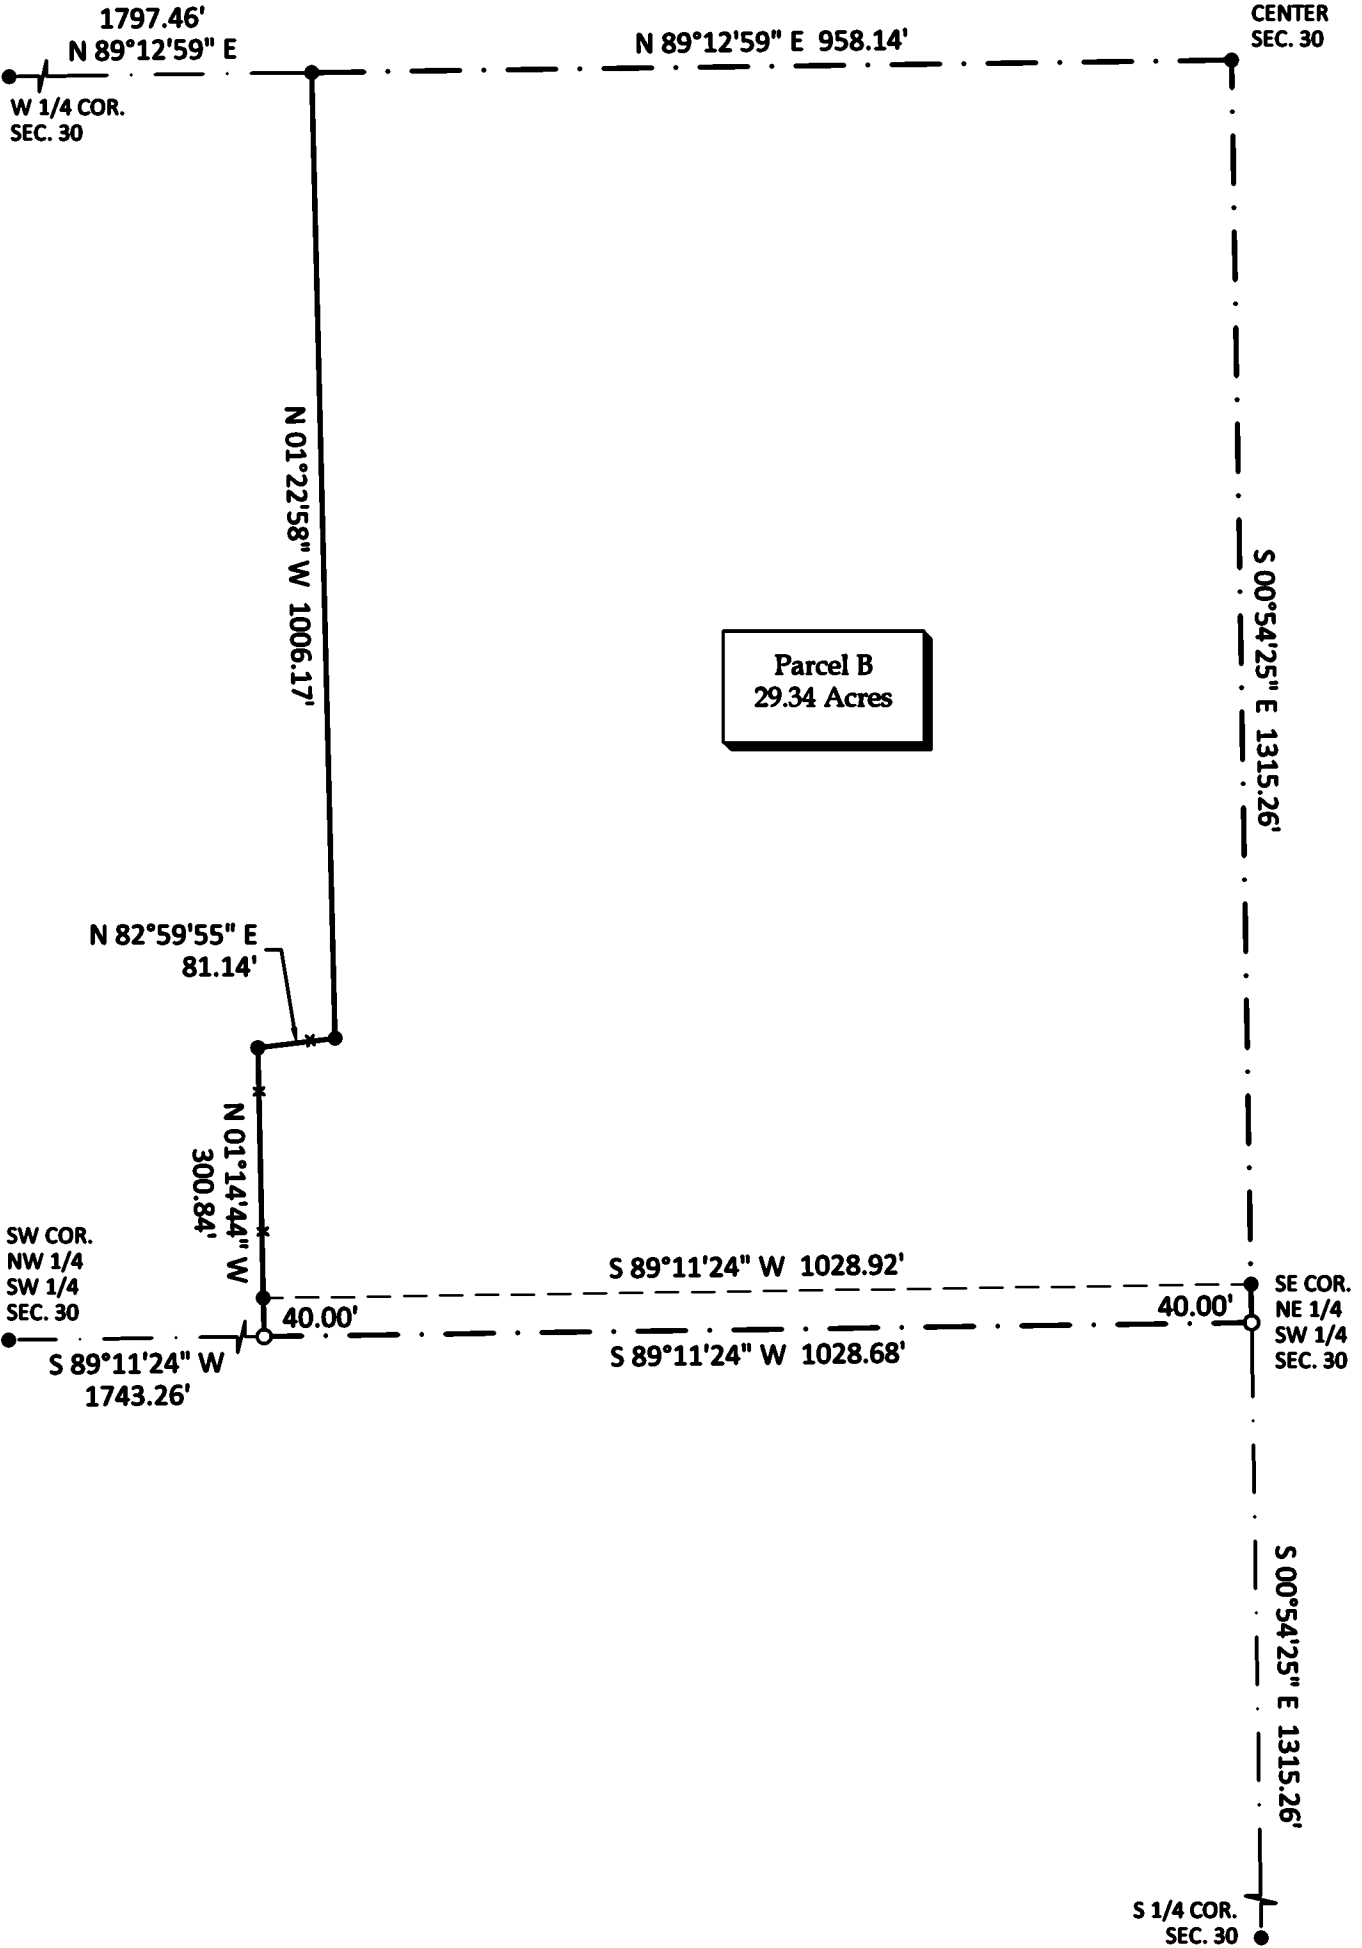 1797.46'
N 89°12'59" E
N 89°12'59" E 958.14'
CENTER
SEC. 30
W 1/4 COR.
SEC. 30
N 01°22'58" W 1006.17'
S 00°54'25" E 1315.26'
Parcel B
29.34 Acres
N 82°59'55" E
81.14'
N 01°14'44" W
300.84'
SW COR.
NW 1/4
SW 1/4
SEC. 30
S 89°11'24" W 1028.92'
40.00'
40.00'
SE COR.
NE 1/4
SW 1/4
SEC. 30
S 89°11'24" W
1743.26'
S 89°11'24" W 1028.68'
S 00°54'25" E 1315.26'
S 1/4 COR.
SEC. 30